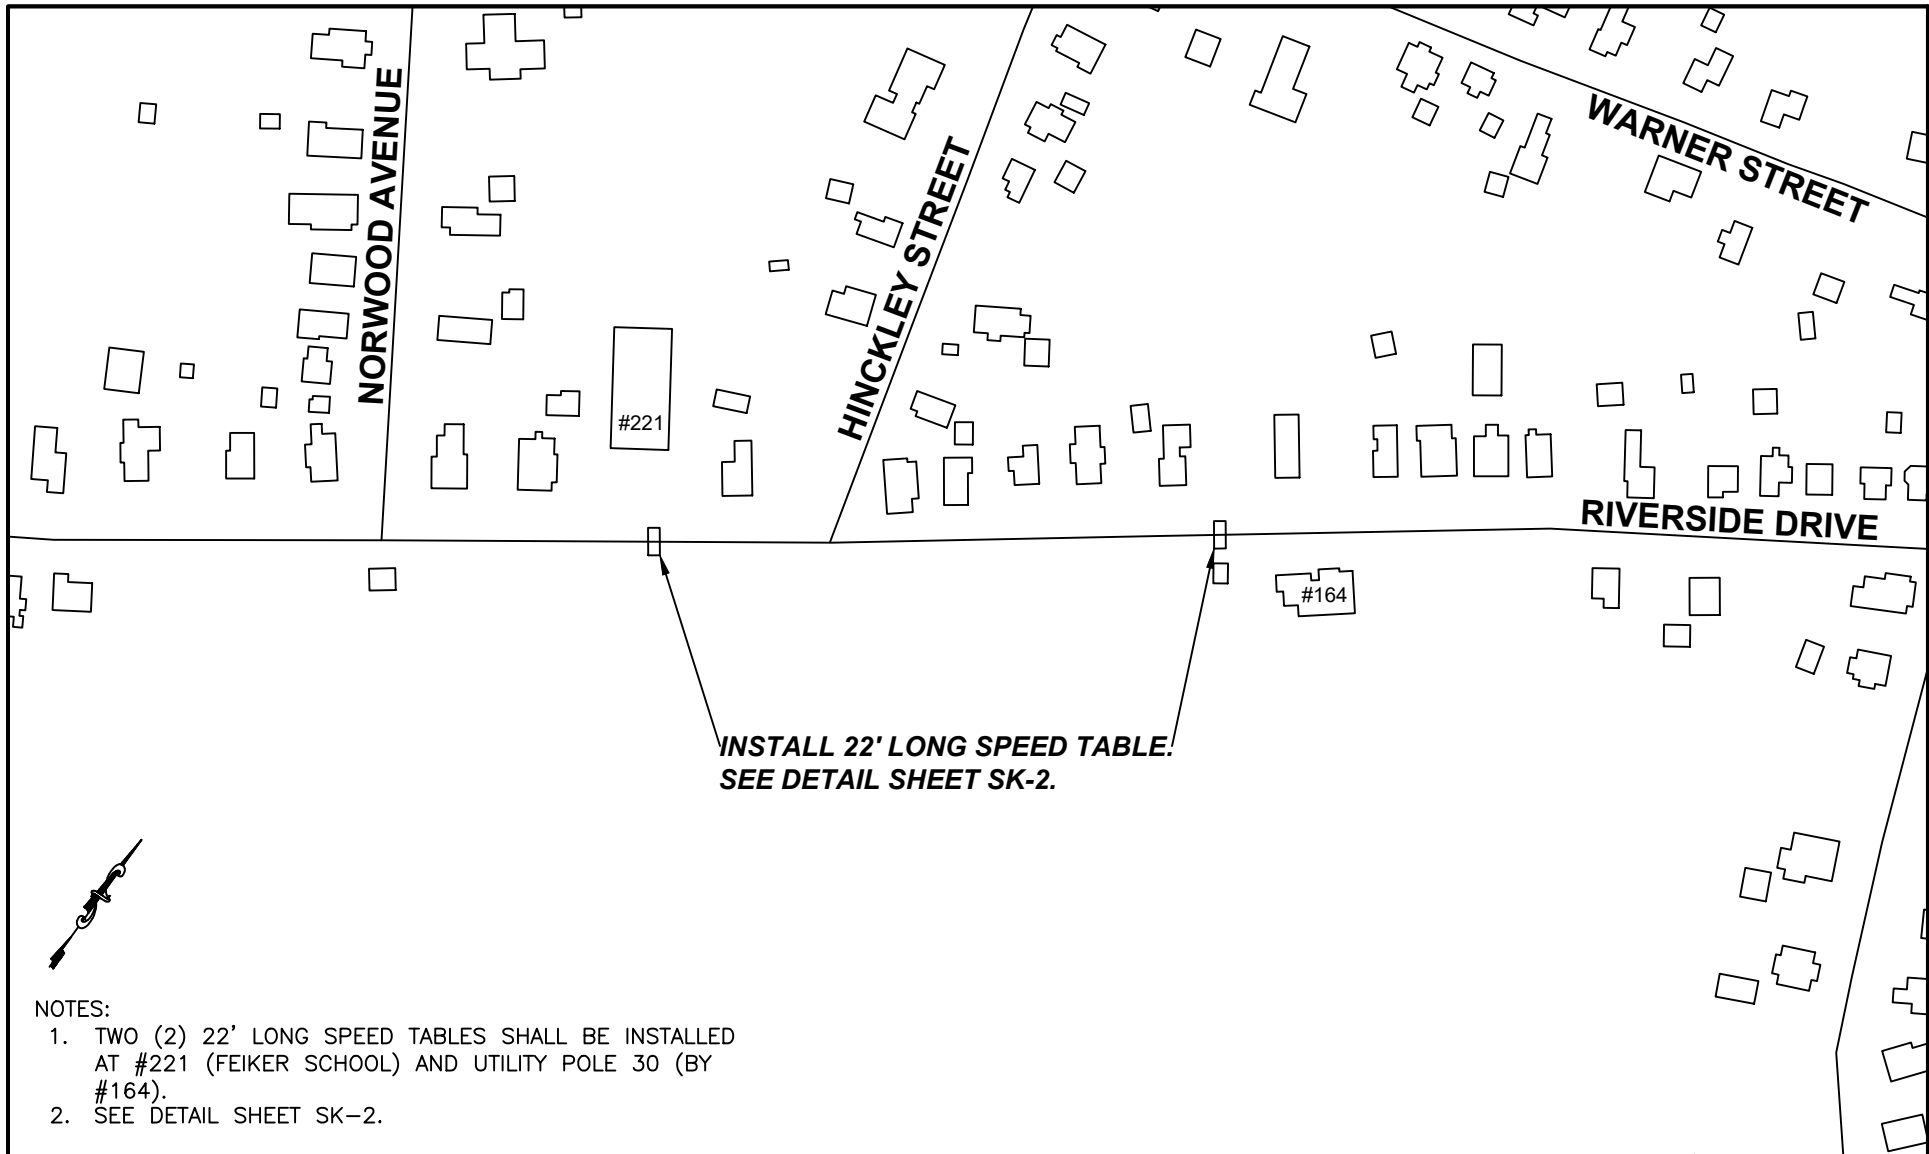 NORWOOD AVENUE
HINCKLEY STREET
WARNER STREET
#221
RIVERSIDE DRIVE
#164
INSTALL 22' LONG SPEED TABLE.
SEE DETAIL SHEET SK-2.
NOTES:
1. TWO (2) 22' LONG SPEED TABLES SHALL BE INSTALLED
AT #221 (FEIKER SCHOOL) AND UTILITY POLE 30 (BY
#164).
2. SEE DETAIL SHEET SK-2.